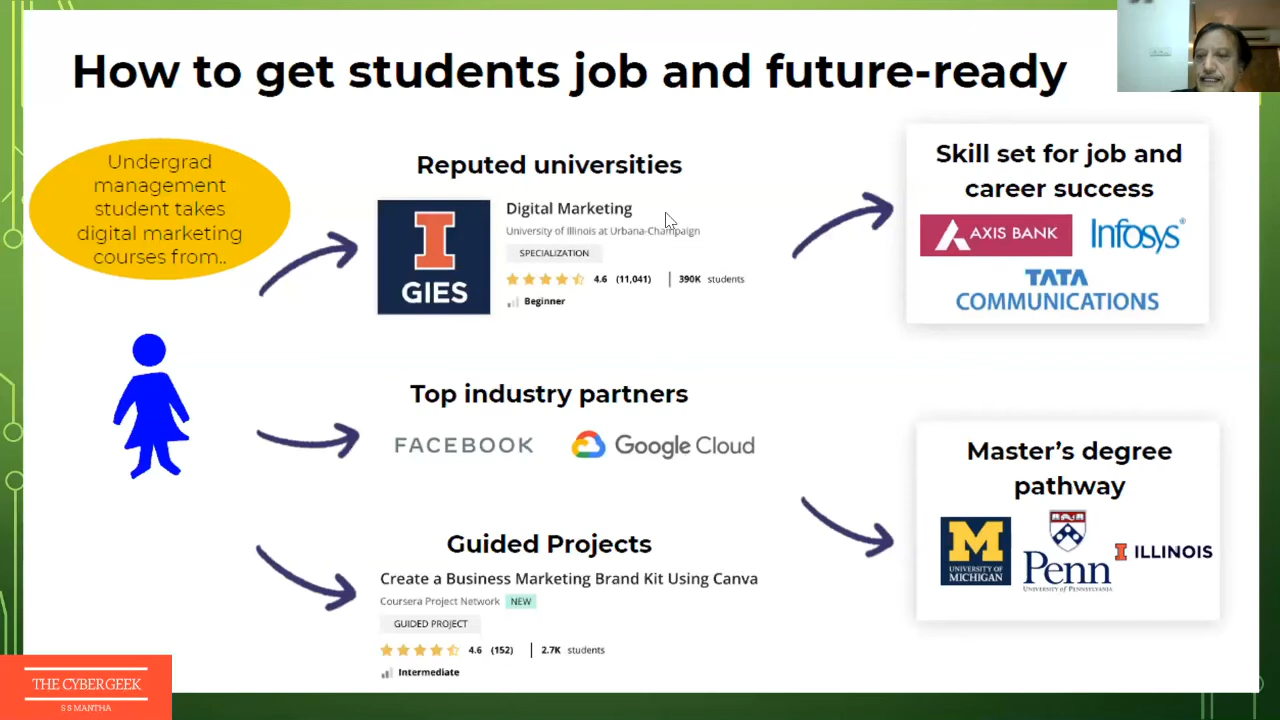 How to get students job and future-ready
Undergrad
management
student takes
digital marketing
courses from..
Reputed universities
I
GIES
Digital Marketing
University of Illinois at Urbana-Champaign
SPECIALIZATION
4.6 (11,041) | 390K students
Beginner
Skill set for job and
career success
AXIS BANK
Infosys®
TATA
COMMUNICATIONS
Top industry partners
FACEBOOK
Google Cloud
Guided Projects
Create a Business Marketing Brand Kit Using Canva
Coursera Project Network NEW
GUIDED PROJECT
4.6 (152) | 2.7K students
Intermediate
Master's degree
pathway
M
UNIVERSITY OF
MICHIGAN
Penn
UNIVERSITY OF PENNSYLVANIA
I ILLINOIS
THE CYBERGEEK
S S MANTHA